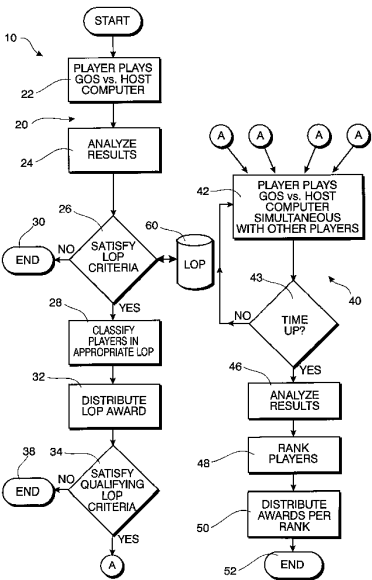 START
10
PLAYER PLAYS
GOS vs. HOST
COMPUTER
22
20
ANALYZE
RESULTS
24
26
60
30
SATISFY
LOP
CRITERIA
NO
END
LOP
28
YES
CLASSIFY
PLAYERS IN
APPROPRIATE LOP
32
DISTRIBUTE
LOP AWARD
38
34
SATISFY
QUALIFYING
LOP
CRITERIA
NO
END
YES
A
A
A
A
A
42
PLAYER PLAYS
GOS vs. HOST
COMPUTER
SIMULTANEOUS
WITH OTHER PLAYERS
43
40
NO
TIME
UP?
YES
46
ANALYZE
RESULTS
48
RANK
PLAYERS
50
DISTRIBUTE
AWARDS PER
RANK
52
END